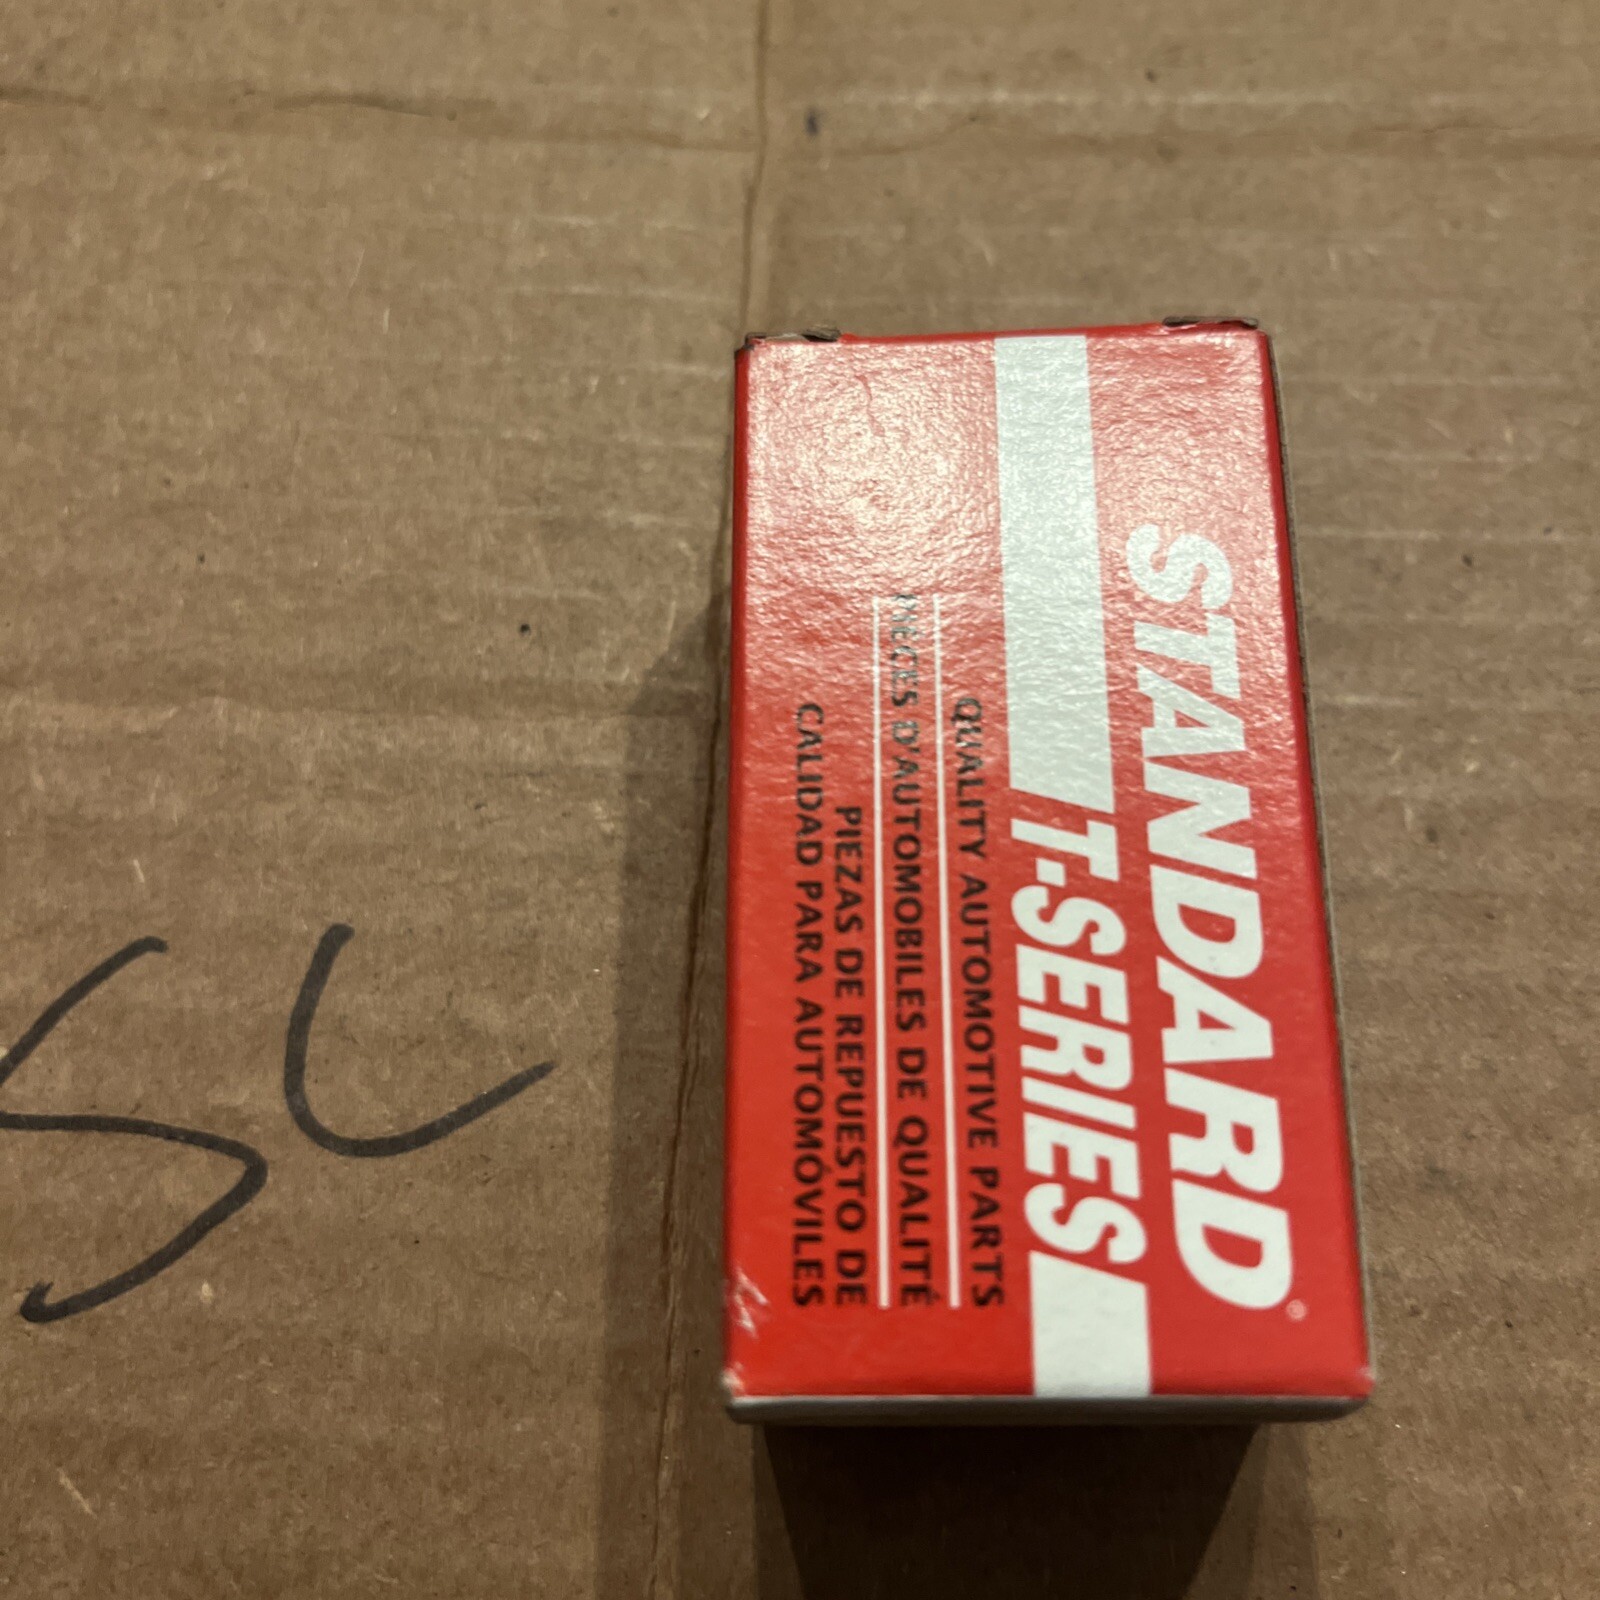 STANDARD®
T-SERIES
QUALITY AUTOMOTIVE PARTS
PIÈCES D'AUTOMOBILES DE QUALITÉ
PIEZAS DE REPUESTO DE
CALIDAD PARA AUTOMÓVILES